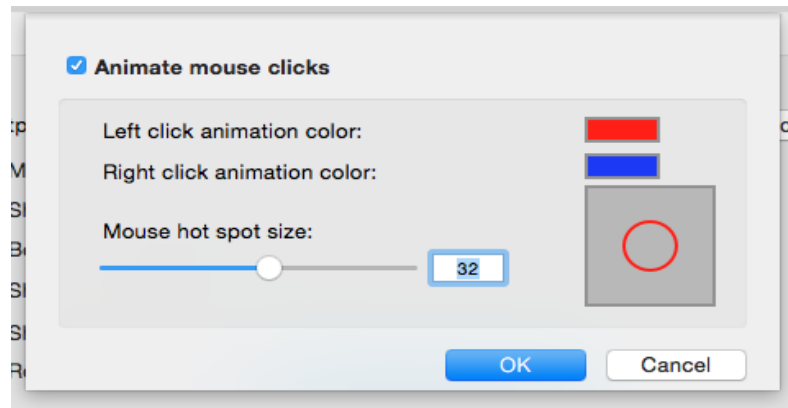 Animate mouse clicks
Left click animation color:
Right click animation color:
Mouse hot spot size:
32
OK
Cancel